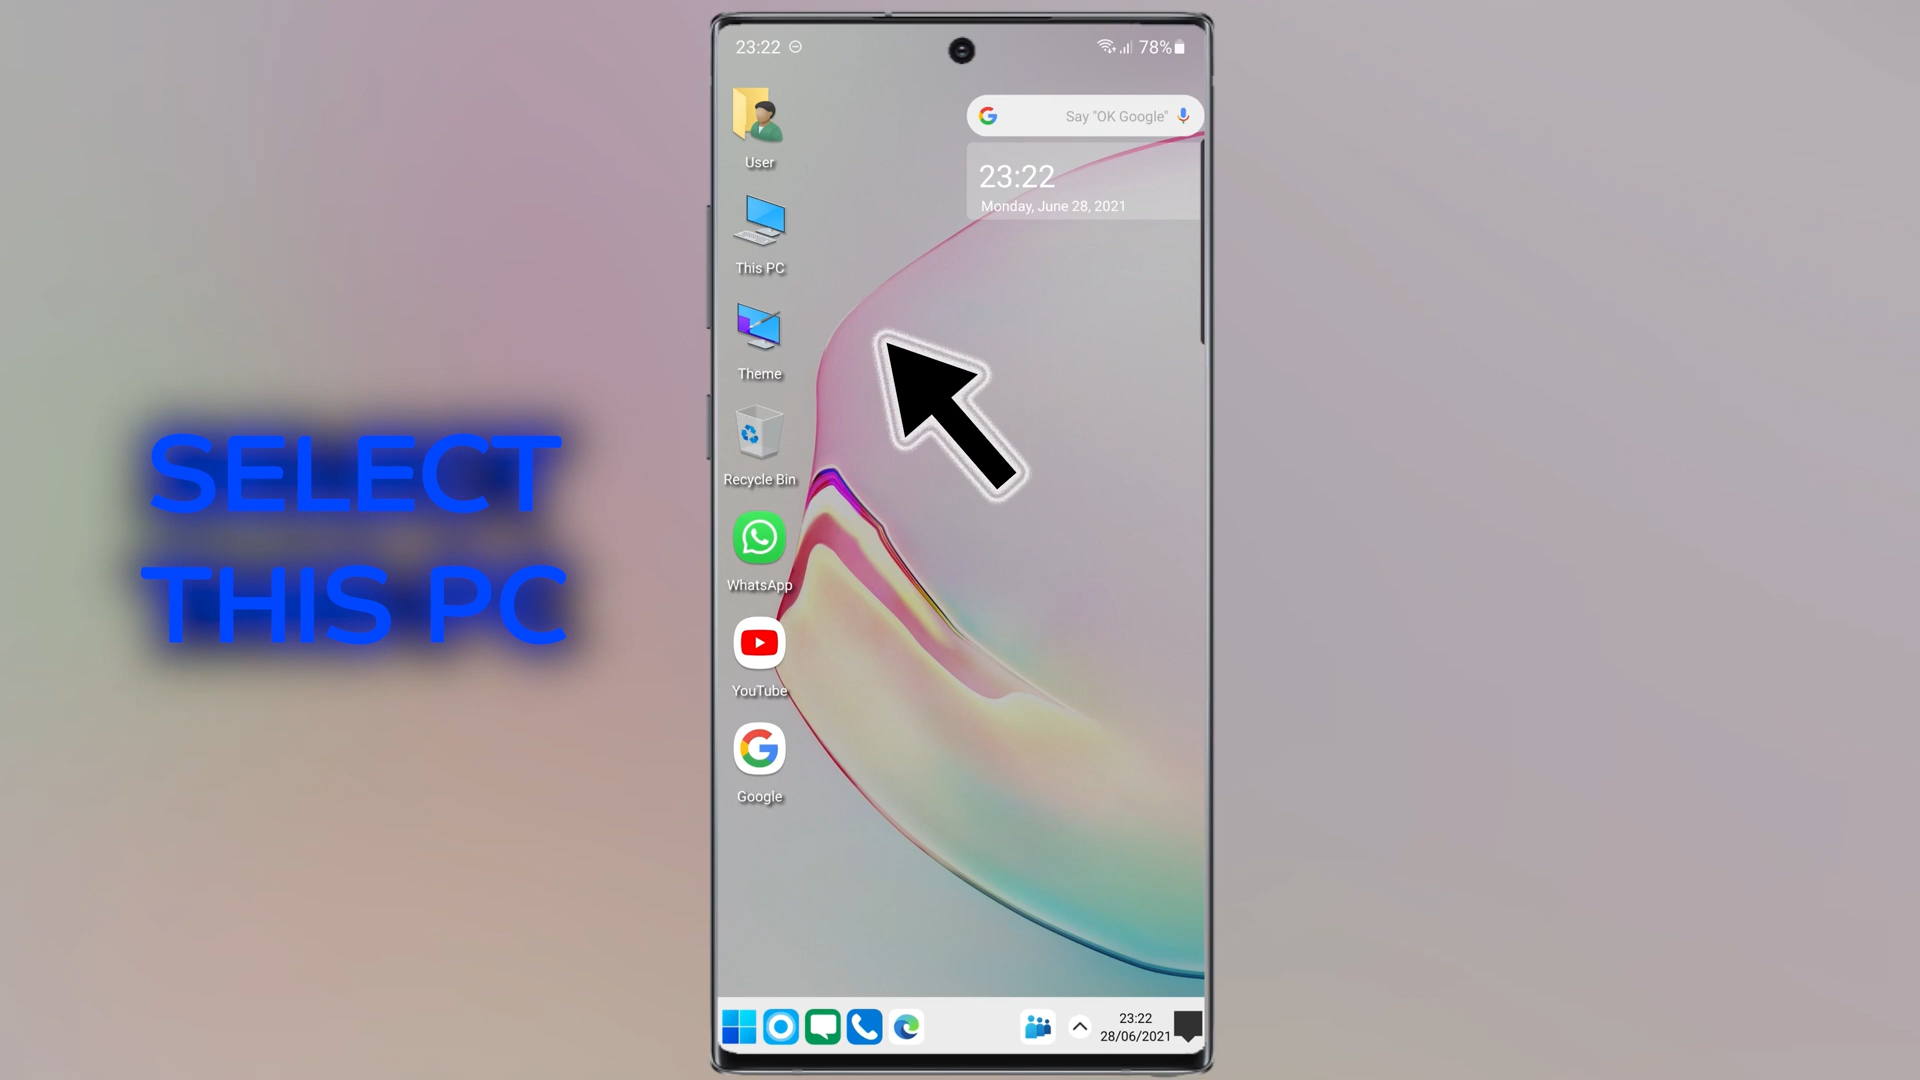 SELECT
THIS PC
23:22
78%
User
This PC
Theme
Recycle Bin
WhatsApp
YouTube
Google
Say "OK Google"
23:22
Monday, June 28, 2021
23:22
28/06/2021